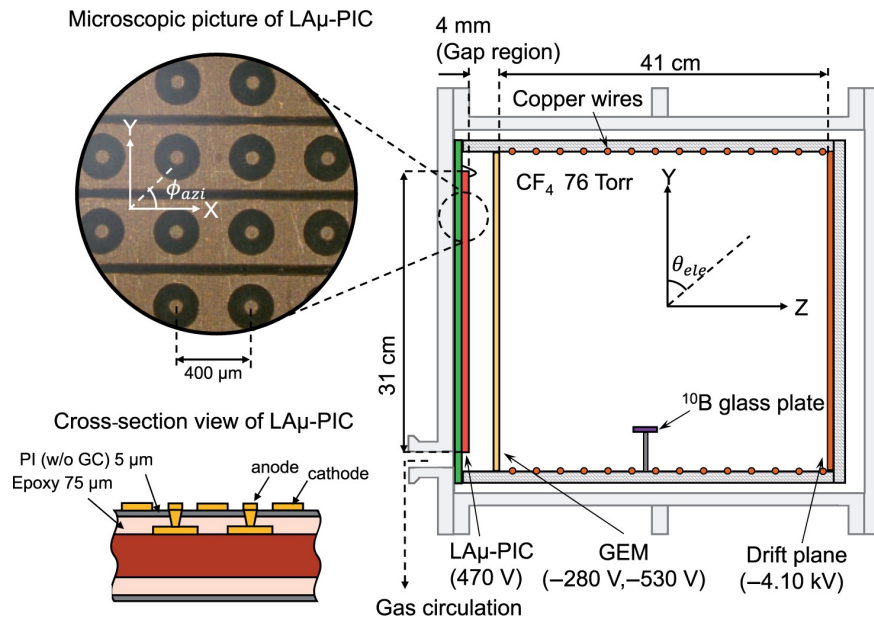 Microscopic picture of LAμ-PIC
Y
ϕazi
X
400 μm
4 mm
(Gap region)
41 cm
Copper wires
CF4 76 Torr
Y
θele
Z
31 cm
10B glass plate
LAμ-PIC
(470 V)
GEM
(−280 V,−530 V)
Drift plane
(−4.10 kV)
Gas circulation
Cross-section view of LAμ-PIC
PI (w/o GC) 5 μm
Epoxy 75 μm
anode
cathode